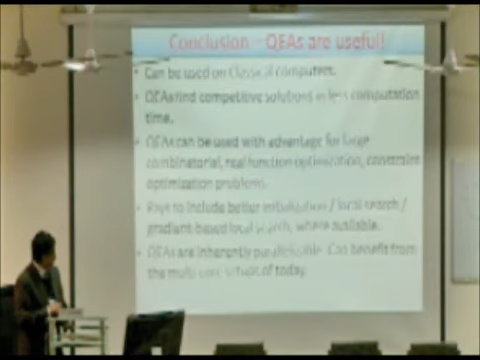 Conclusion – QEAs are useful!
• Can be used on Classical computers.
• QEAs find competitive solutions in less computation
time.
• QEAs can be used with advantage for large
combinatorial, real function optimization, constraint
optimization problems.
• Pays to include better initialization / local search /
gradient based local search, where available.
• QEAs are inherently parallelizable. Can benefit from
the multi core setups of today.